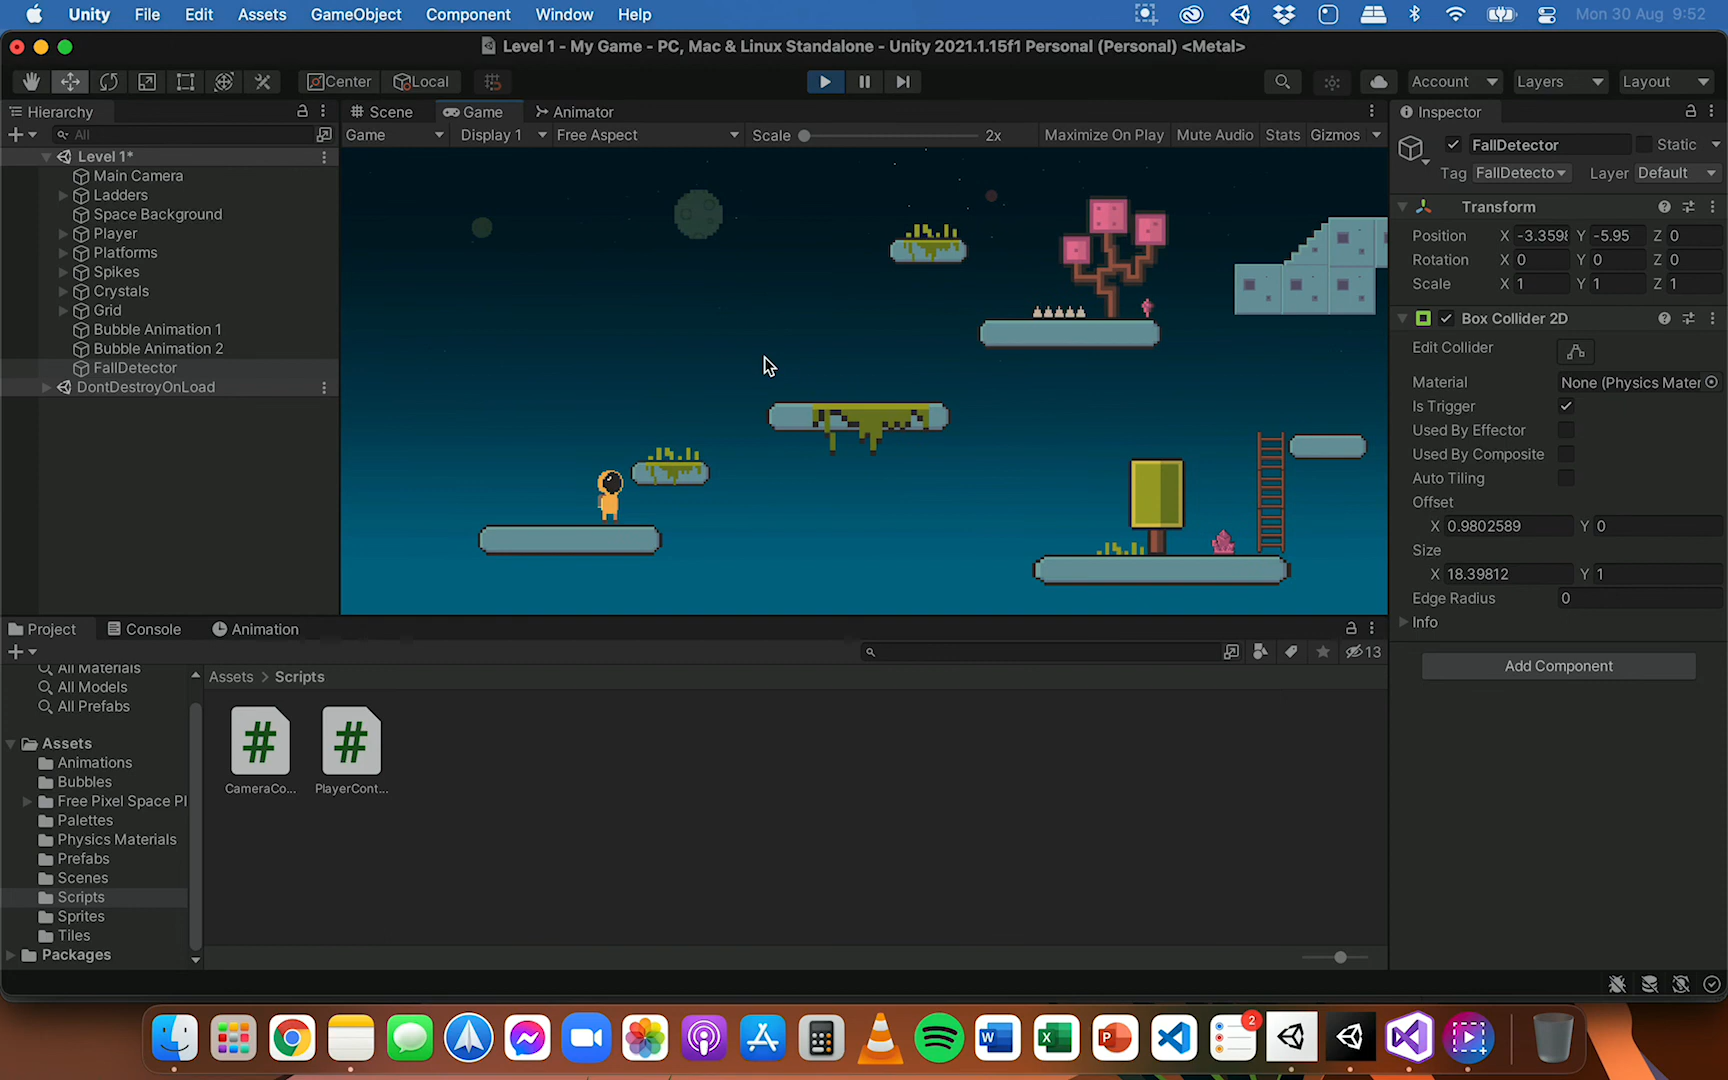 Unity File Edit Assets GameObject Component Window Help Mon 30 Aug 9:52
Level 1 - My Game - PC, Mac & Linux Standalone - Unity 2021.1.15f1 Personal (Personal) <Metal>
Center Local Account Layers Layout
Hierarchy Scene Game Animator Inspector
All Game Display 1 Free Aspect Scale 2x Maximize On Play Mute Audio Stats Gizmos FallDetector Static
Level 1*
Main Camera
Ladders
Space Background
Player
Platforms
Spikes
Crystals
Grid
Bubble Animation 1
Bubble Animation 2
FallDetector
DontDestroyOnLoad
Tag FallDetecto Layer Default
Transform
Position X -3.3598 Y -5.95 Z 0
Rotation X 0 Y 0 Z 0
Scale X 1 Y 1 Z 1
Box Collider 2D
Edit Collider
Material None (Physics Mater
Is Trigger
Used By Effector
Used By Composite
Auto Tiling
Offset
X 0.9802589 Y 0
Size
X 18.39812 Y 1
Edge Radius 0
Info
Add Component
Project Console Animation
13
All Materials
All Models
All Prefabs
Assets
Animations
Bubbles
Free Pixel Space Pl
Palettes
Physics Materials
Prefabs
Scenes
Scripts
Sprites
Tiles
Packages
Assets > Scripts
# #
CameraCo... PlayerCont...
W X P 2